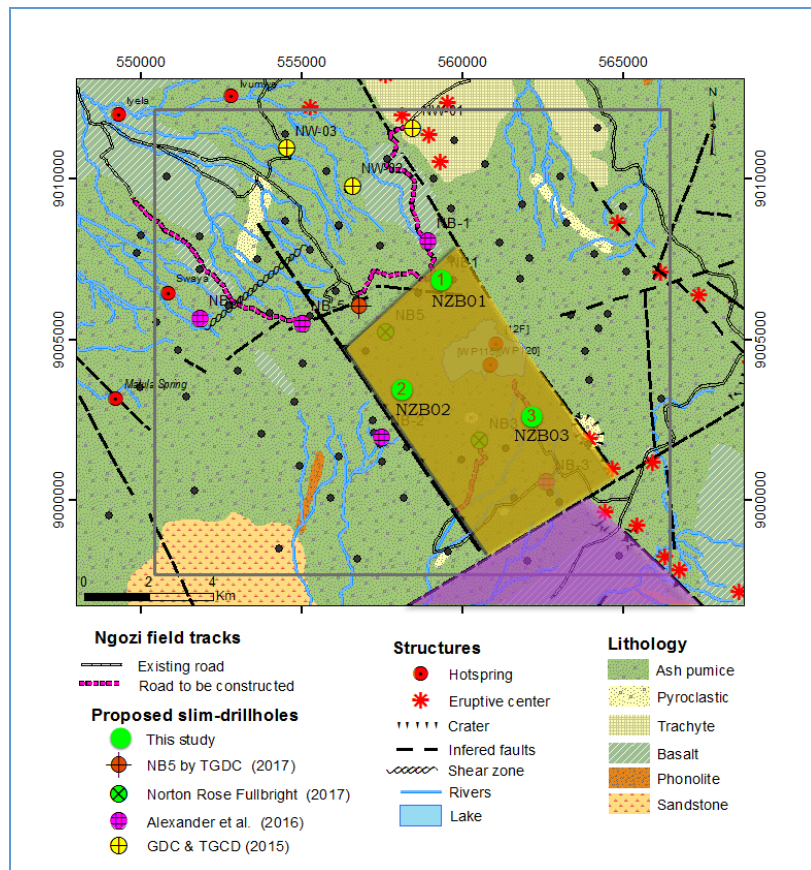 550000 555000 560000 565000
Iyela
Ivumwe
N
NW-01
NW-03
NW-02
9010000 9010000
NB-1
Swaya
1
NZB01
NB-5
NB5
9005000 9005000
12F]
Matula Spring
2
NZB02
NB-2
NB3
3
NZB03
NB-3
9000000 9000000
0 2 4
Km
Ngozi field tracks
Existing road
Road to be constructed
Proposed slim-drillholes
This study
NB5 by TGDC (2017)
Norton Rose Fullbright (2017)
Alexander et al. (2016)
GDC & TGCD (2015)
Structures
Hotspring
Eruptive center
Crater
Infered faults
Shear zone
Rivers
Lake
Lithology
Ash pumice
Pyroclastic
Trachyte
Basalt
Phonolite
Sandstone